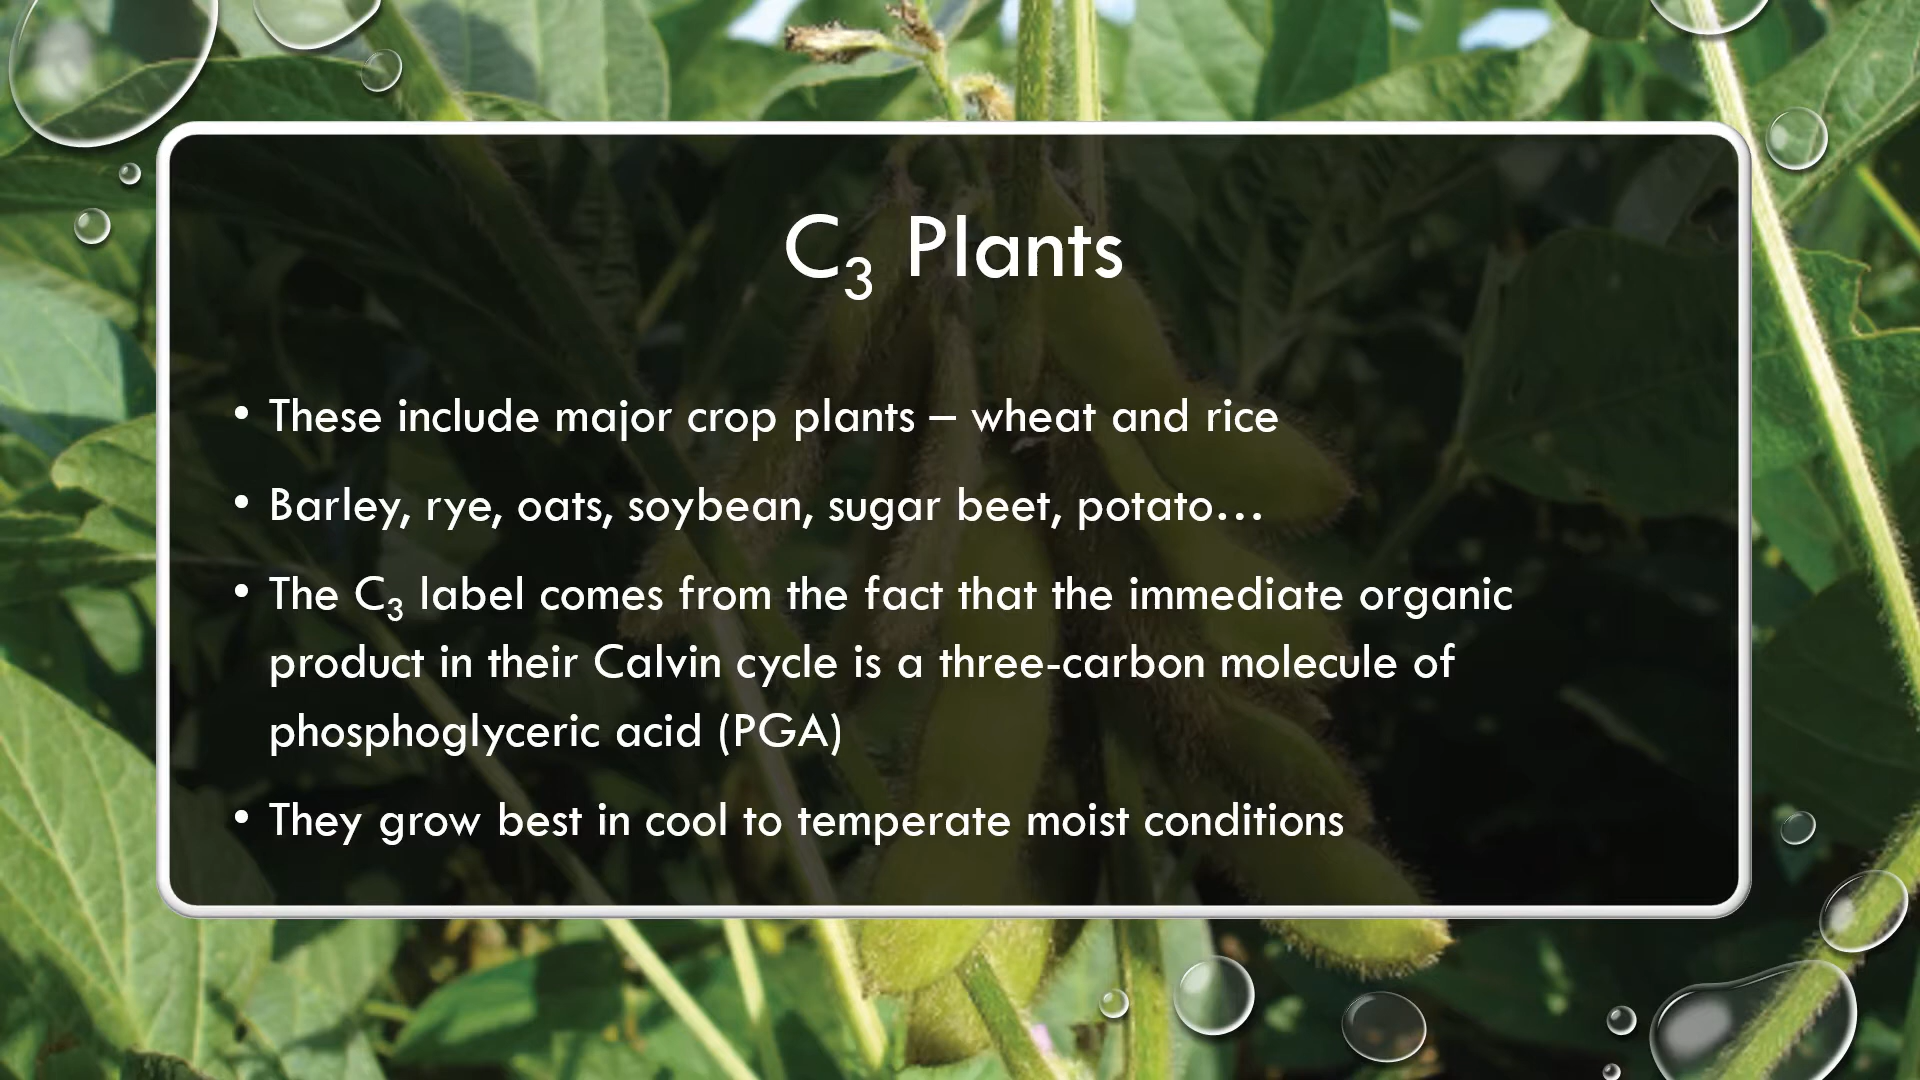 C₃ Plants
• These include major crop plants – wheat and rice
• Barley, rye, oats, soybean, sugar beet, potato…
• The C₃ label comes from the fact that the immediate organic
product in their Calvin cycle is a three-carbon molecule of
phosphoglyceric acid (PGA)
• They grow best in cool to temperate moist conditions